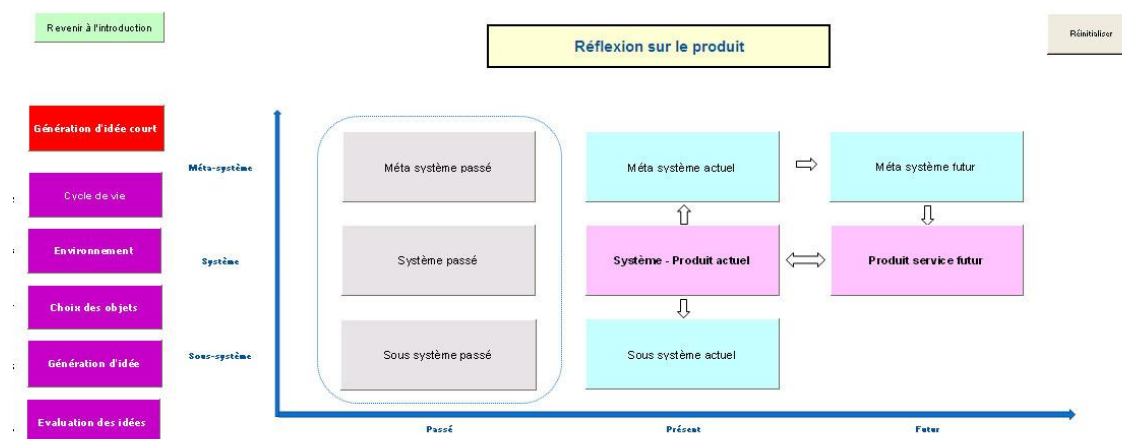 Revenir à l'introduction
Réflexion sur le produit
Réinitialiser
Génération d'idée court
Méta-système
Méta système passé
Méta système actuel
Méta système futur
Cycle de vie
Environnement
Système
Système passé
Système - Produit actuel
Produit service futur
Choix des objets
Génération d'idée
Sous-système
Sous système passé
Sous système actuel
Evaluation des idées
Passé
Présent
Futur